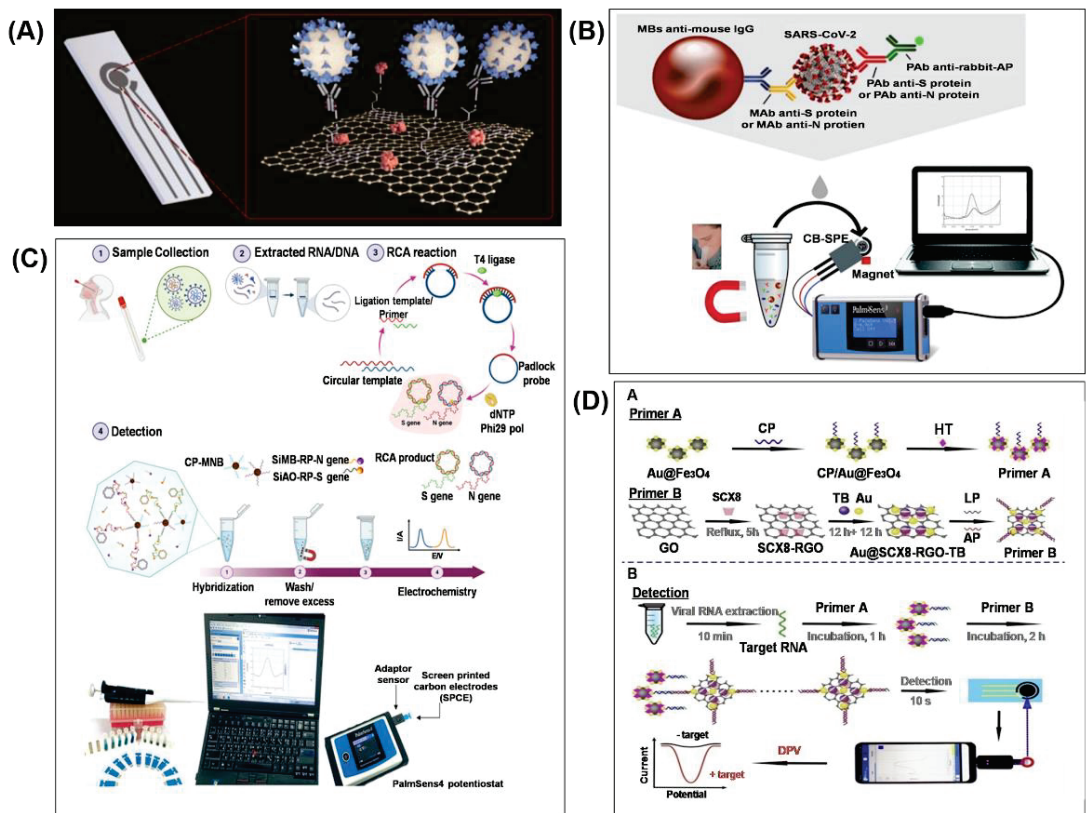 (A)
(B)
MBs anti-mouse IgG
SARS-CoV-2
PAb anti-rabbit-AP
PAb anti-S protein
or PAb anti-N protein
MAb anti-S protein
or MAb anti-N protien
CB-SPE
Magnet
PalmSens
(C)
1 Sample Collection
2 Extracted RNA/DNA
3 RCA reaction
T4 ligase
Ligation template/
Primer
Circular template
Padlock
probe
dNTP
Phi29 pol
S gene
N gene
4 Detection
CP-MNB
SiMB-RP-N gene
SiAO-RP-S gene
RCA product
S gene
N gene
I/A
E/V
1
2
3
4
Hybridization
Wash/
remove excess
Electrochemistry
Adaptor
sensor
Screen printed
carbon electrodes
(SPCE)
PalmSens4 potentiostat
(D)
A
Primer A
CP
HT
Au@Fe3O4
CP/Au@Fe3O4
Primer A
Primer B
SCX8
TB
Au
LP
Reflux, 5h
12 h+ 12 h
AP
GO
SCX8-RGO
Au@SCX8-RGO-TB
Primer B
B
Detection
Viral RNA extraction
10 min
Target RNA
Primer A
Incubation, 1 h
Primer B
Incubation, 2 h
Detection
10 s
- target
+ target
Current
Potential
DPV